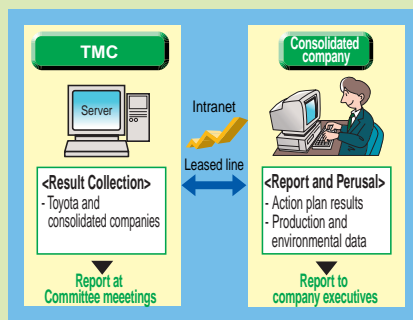 TMC
Server
<Result Collection>
- Toyota and
consolidated companies
Report at
Committee meeetings
Intranet
Leased line
Consolidated
company
<Report and Perusal>
- Action plan results
- Production and
environmental data
Report to
company executives